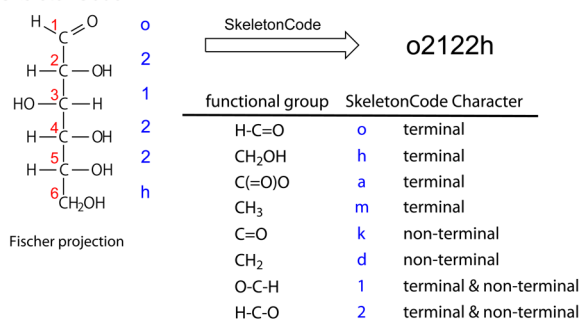 SkeletonCode
o2122h
H 1 C O o
2 H C OH 2
3 HO C H 1
4 H C OH 2
5 H C OH 2
6 CH2OH h
Fischer projection
functional group SkeletonCode Character
H-C=O o terminal
CH2OH h terminal
C(=O)O a terminal
CH3 m terminal
C=O k non-terminal
CH2 d non-terminal
O-C-H 1 terminal & non-terminal
H-C-O 2 terminal & non-terminal